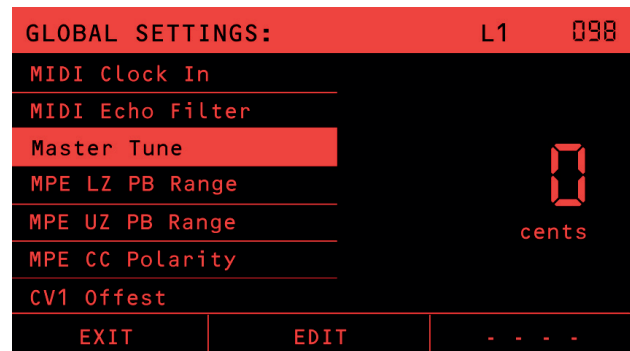 GLOBAL SETTINGS: L1 098
MIDI Clock In
MIDI Echo Filter
Master Tune
MPE LZ PB Range
MPE UZ PB Range
MPE CC Polarity
CV1 Offest
0
cents
EXIT EDIT - - - -